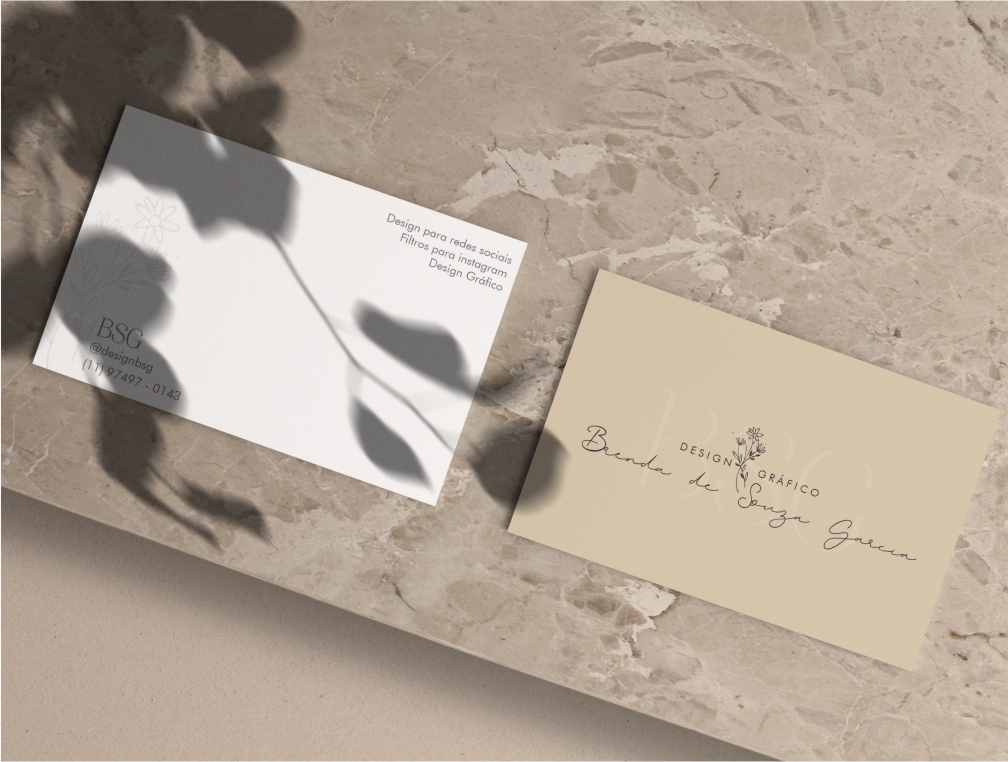 Design para redes sociais
Filtros para instagram
Design Gráfico
BSG
@designbsg
(11) 97497 - 0143
BSG
DESIGN GRÁFICO
Brenda de Souza Garcia